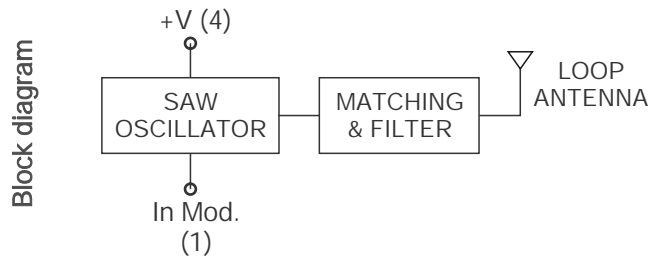 Block diagram
+V (4)
SAW
OSCILLATOR
MATCHING
& FILTER
LOOP
ANTENNA
In Mod.
(1)